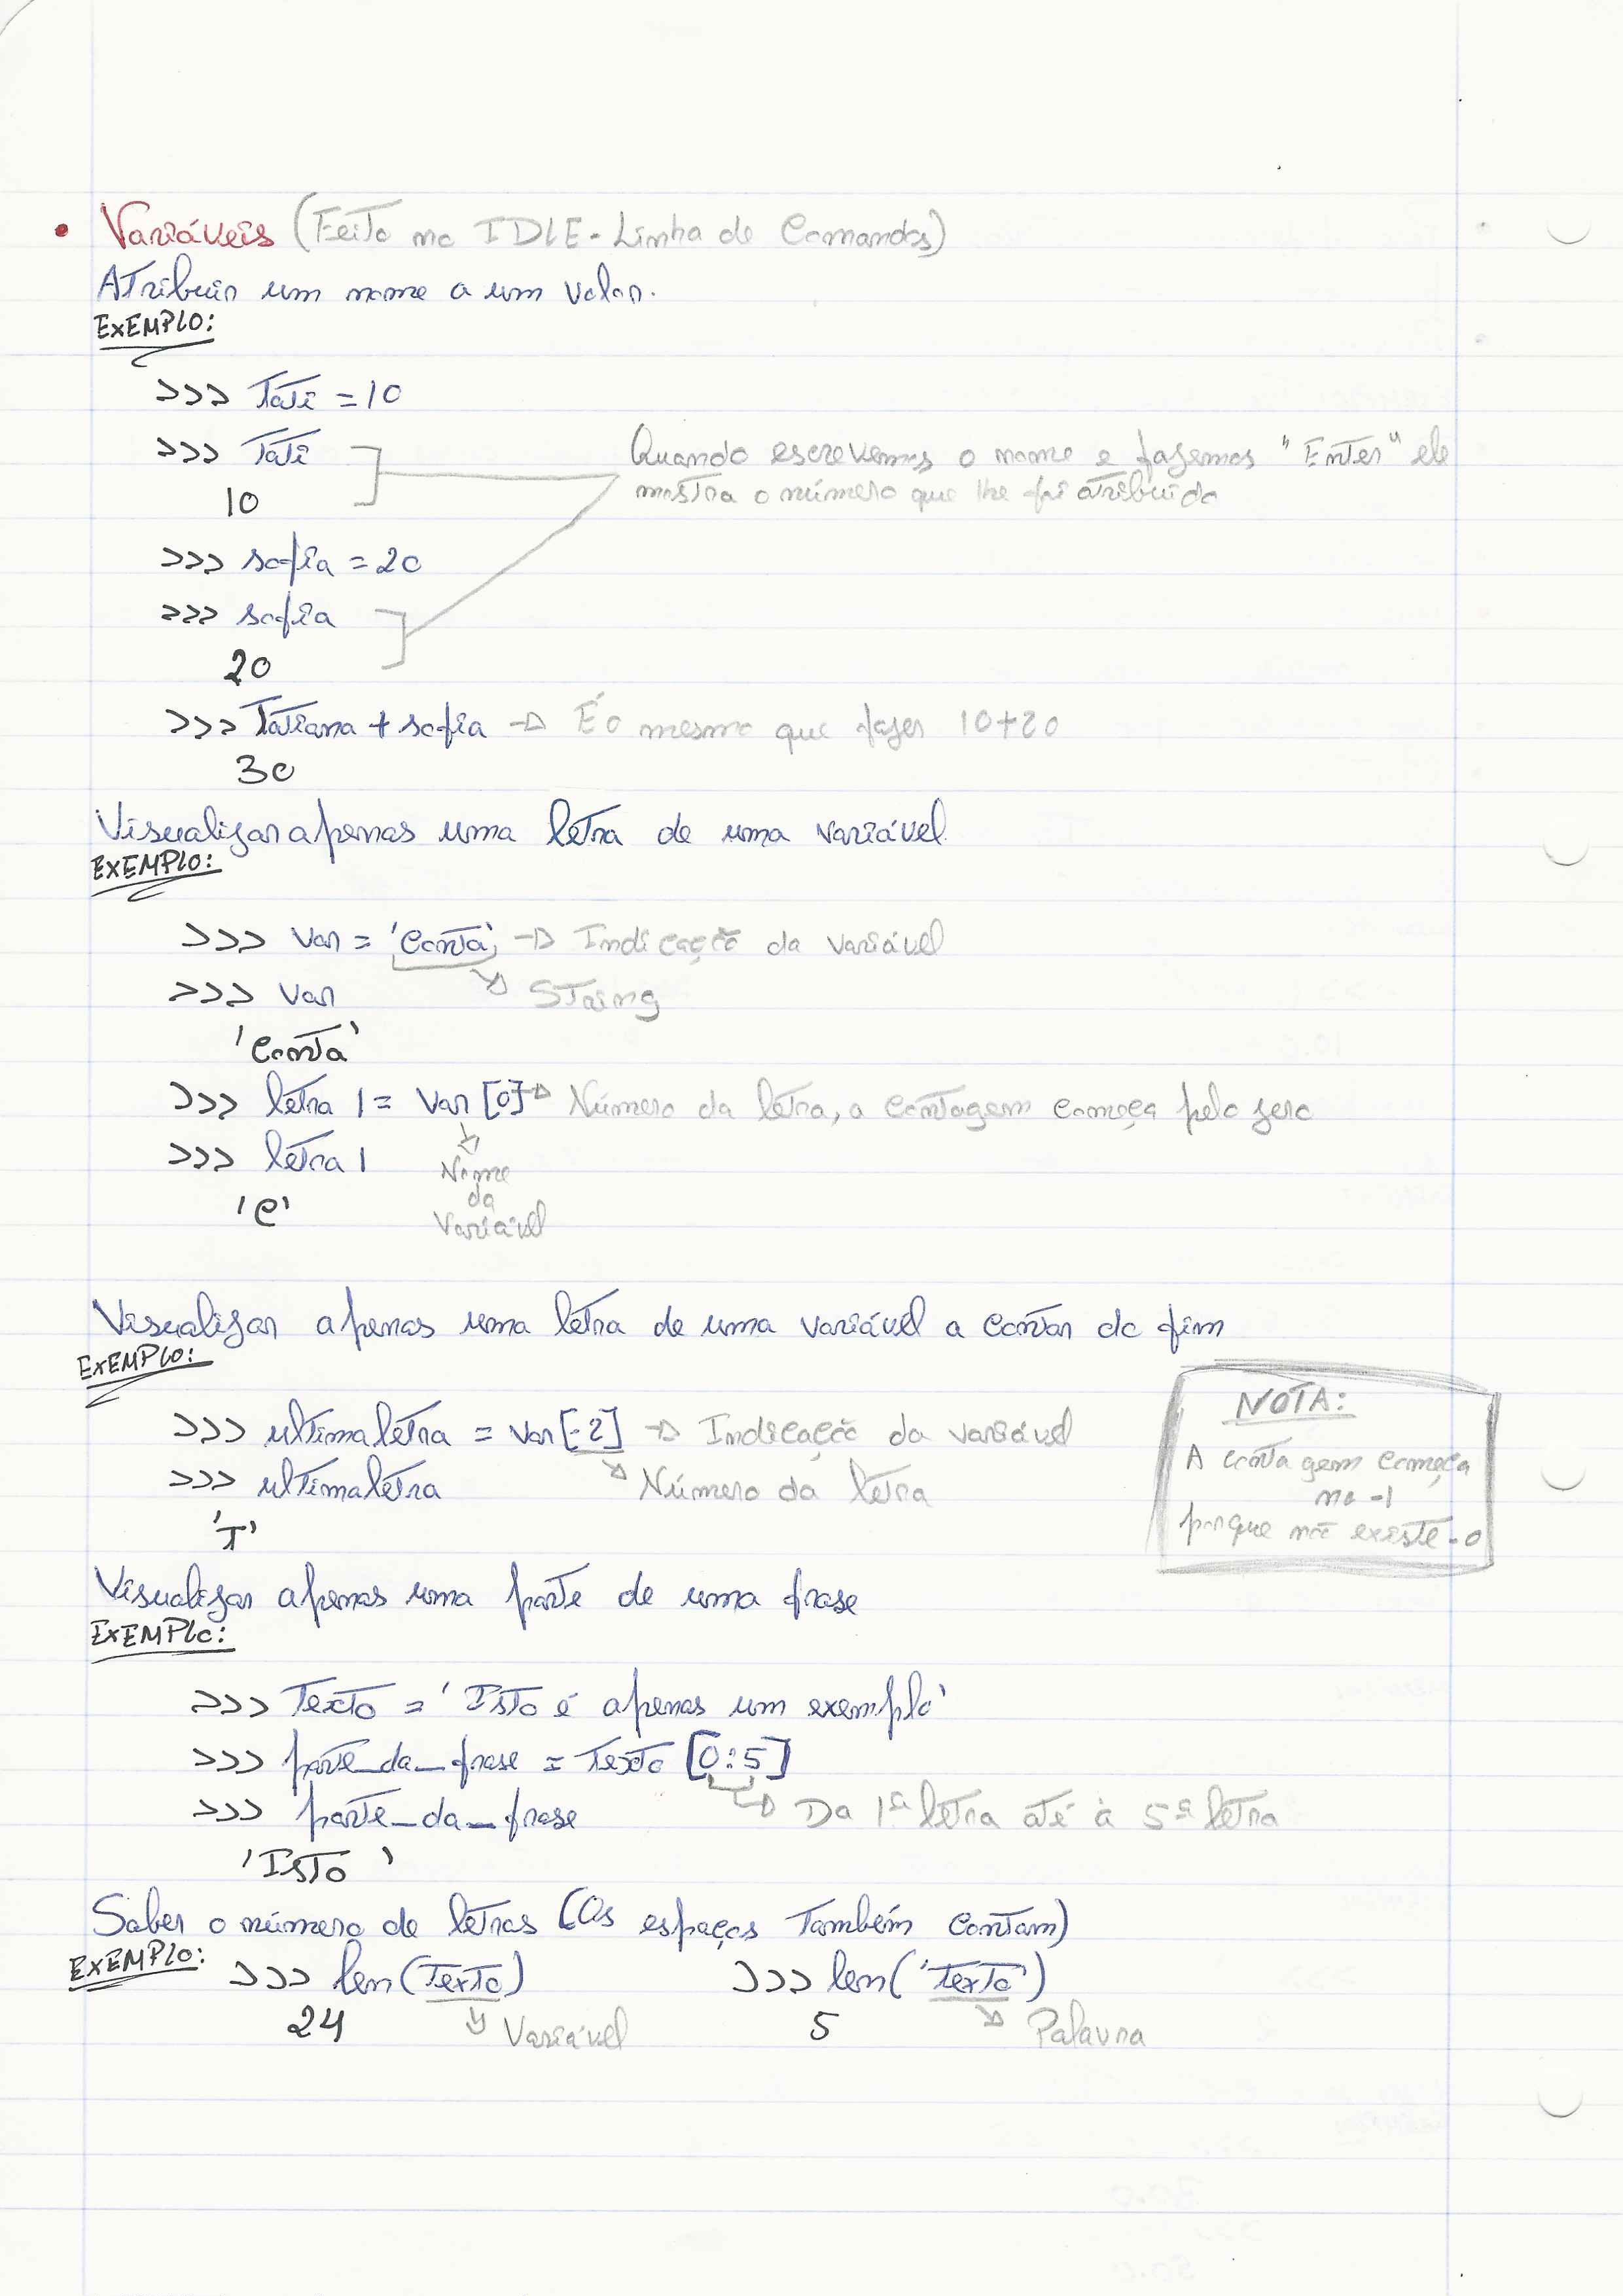 • Variáveis (Feito no IDLE - Linha de Comandos)
Atribuir um nome a um valor.
EXEMPLO:
>>> Tati = 10
>>> Tati
10
Quando escrevemos o nome e fazemos "Enter" ele
mostra o número que lhe foi atribuído
>>> sofia = 20
>>> sofia
20
>>> Tatiana + sofia → É o mesmo que fazer 10+20
30
Visualizar apenas uma letra de uma variável
EXEMPLO:
>>> var = 'Conta' → Indicação da variável
>>> var → String
'Conta'
>>> letra 1 = var [0] → Número da letra, a contagem começa pelo zero
>>> letra 1
Nome
da
Variável
'C'
Visualizar apenas uma letra de uma variável a contar do fim
EXEMPLO:
>>> ultimaletra = var[-2] → Indicação da variável
>>> ultimaletra → Número da letra
'T'
NOTA:
A contagem começa
no -1
porque não existe -0
Visualizar apenas uma parte de uma frase
EXEMPLO:
>>> Texto = 'Isto é apenas um exemplo'
>>> parte_da_frase = Texto [0:5]
>>> parte_da_frase → Da 1ª letra até à 5ª letra
'Isto '
Saber o número de letras (Os espaços também contam)
EXEMPLO: >>> len(Texto) >>> len('Texto')
24 → Variável 5 → Palavra